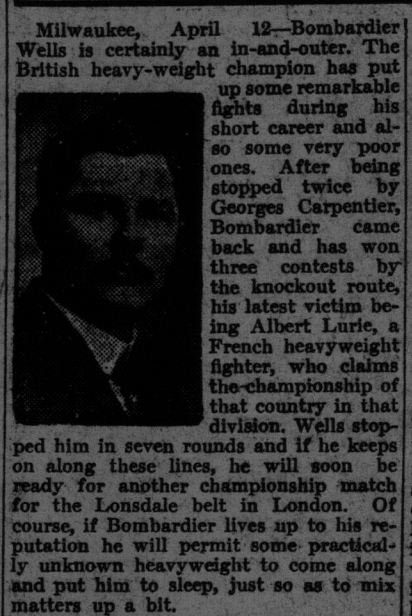 Milwaukee, April 12—Bombardier
Wells is certainly an in-and-outer. The
British heavy-weight champion has put
up some remarkable
fights during his
short career and al-
so some very poor
ones. After being
stopped twice by
Georges Carpentier,
Bombardier came
back and has won
three contests by
the knockout route,
his latest victim be-
ing Albert Lurie, a
French heavyweight
fighter, who claims
the championship of
that country in that
division. Wells stop-
ped him in seven rounds and if he keeps
on along these lines, he will soon be
ready for another championship match
for the Lonsdale belt in London. Of
course, if Bombardier lives up to his re-
putation he will permit some practical-
ly unknown heavyweight to come along
and put him to sleep, just so as to mix
matters up a bit.